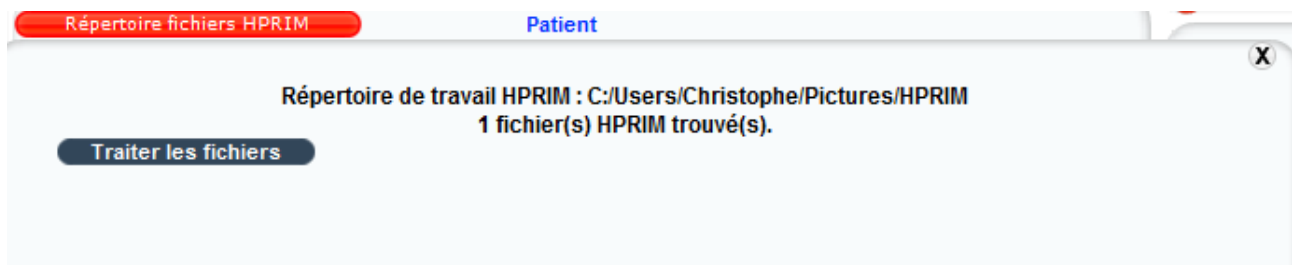 Répertoire fichiers HPRIM
Patient
X
Répertoire de travail HPRIM : C:/Users/Christophe/Pictures/HPRIM
1 fichier(s) HPRIM trouvé(s).
Traiter les fichiers